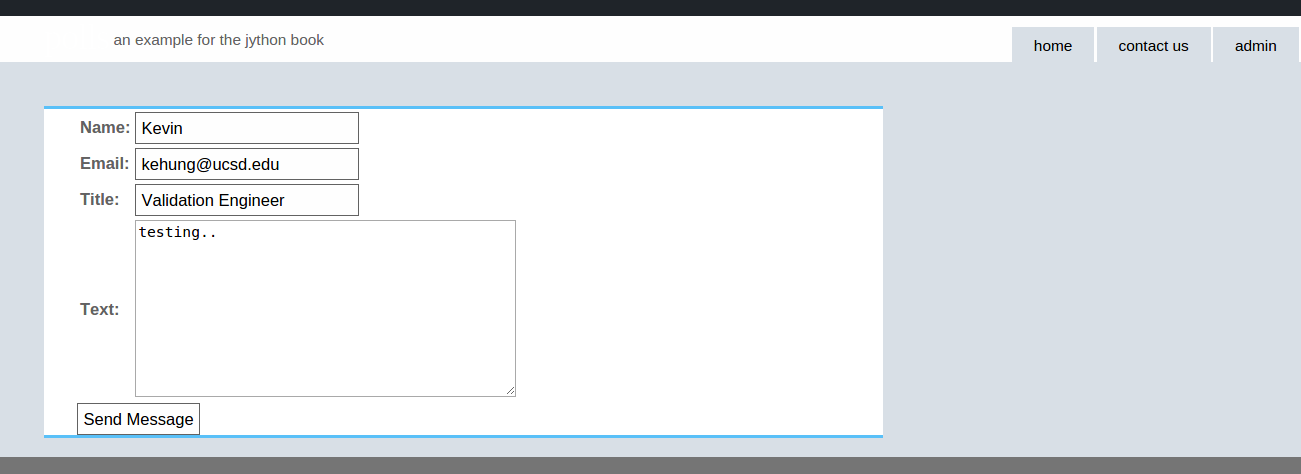 an example for the jython book
home contact us admin
Name: Kevin
Email: kehung@ucsd.edu
Title: Validation Engineer
testing..
Text:
Send Message